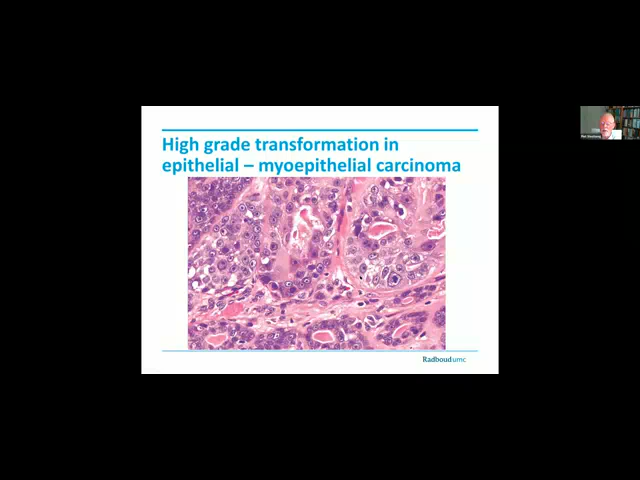 High grade transformation in
epithelial – myoepithelial carcinoma
Radboudumc